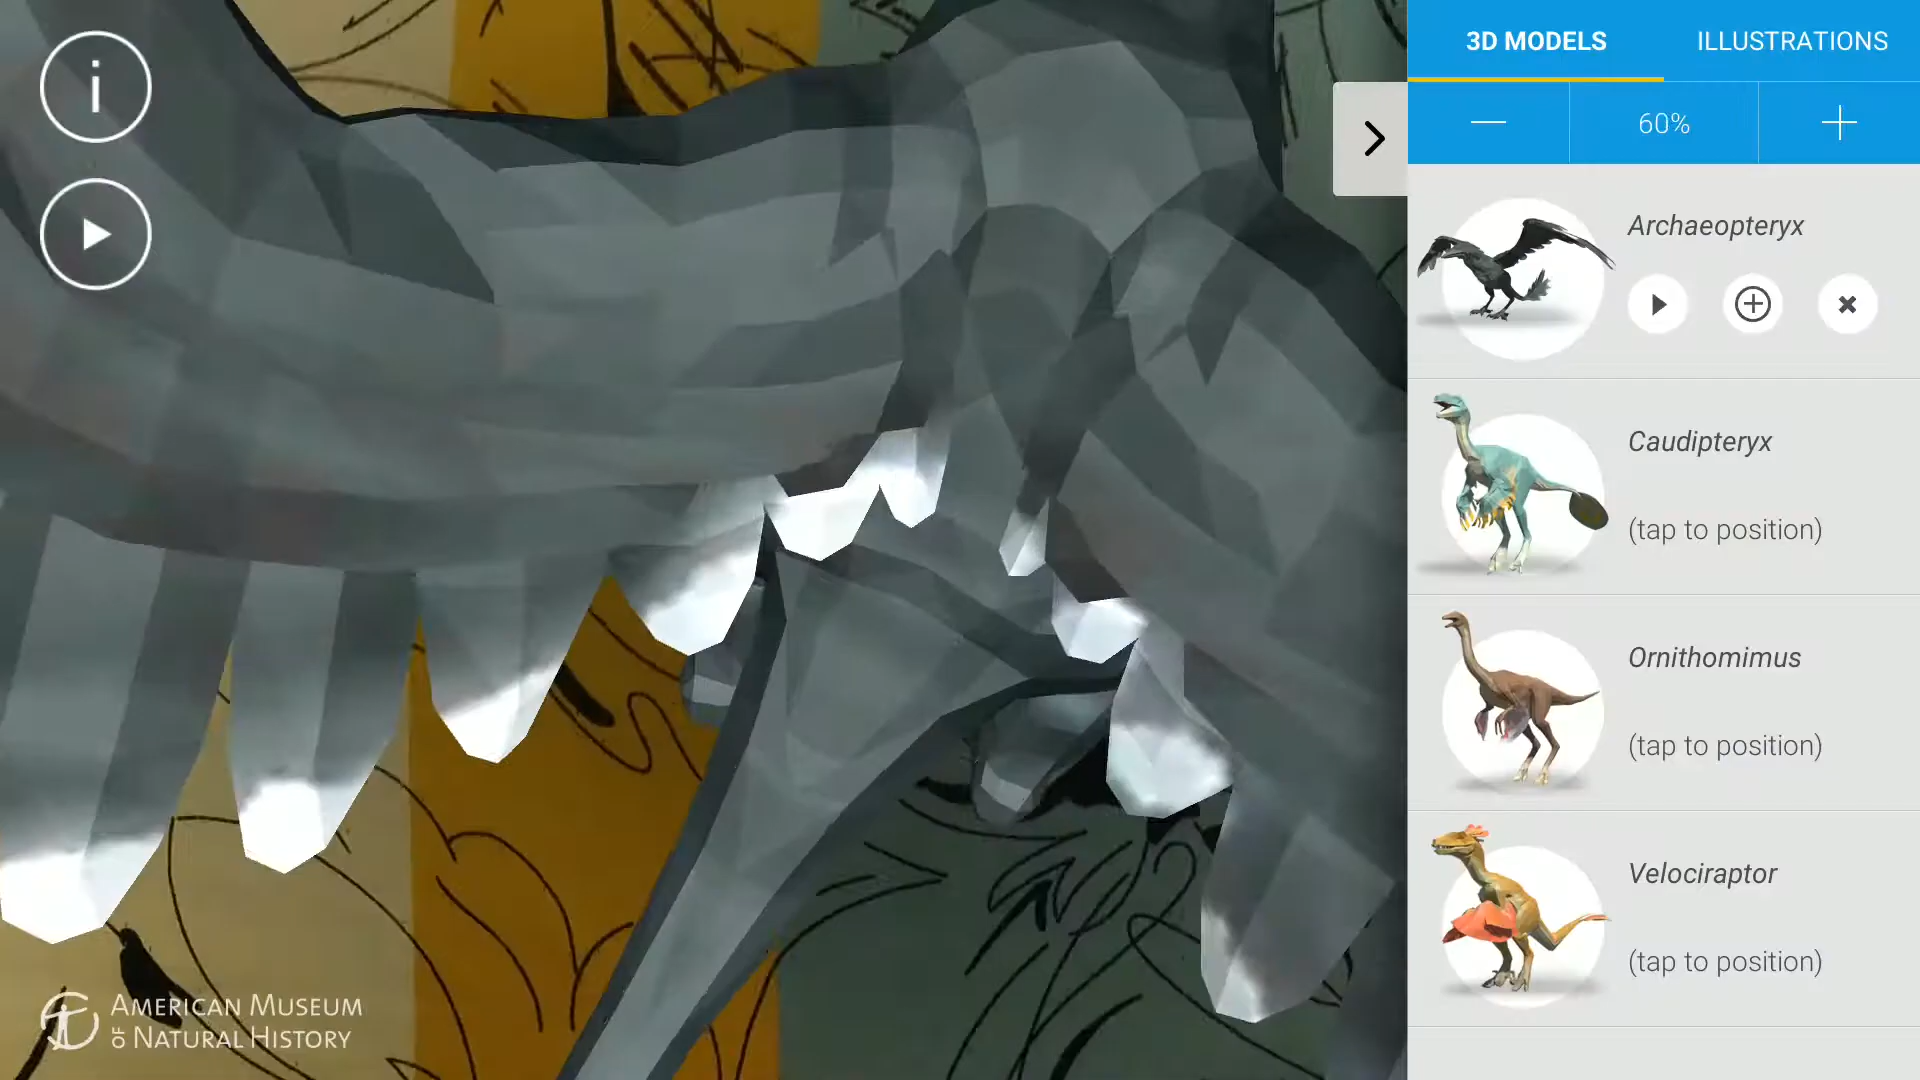 3D MODELS
ILLUSTRATIONS
60%
Archaeopteryx
Caudipteryx
(tap to position)
Ornithomimus
(tap to position)
Velociraptor
(tap to position)
AMERICAN MUSEUM
OF NATURAL HISTORY